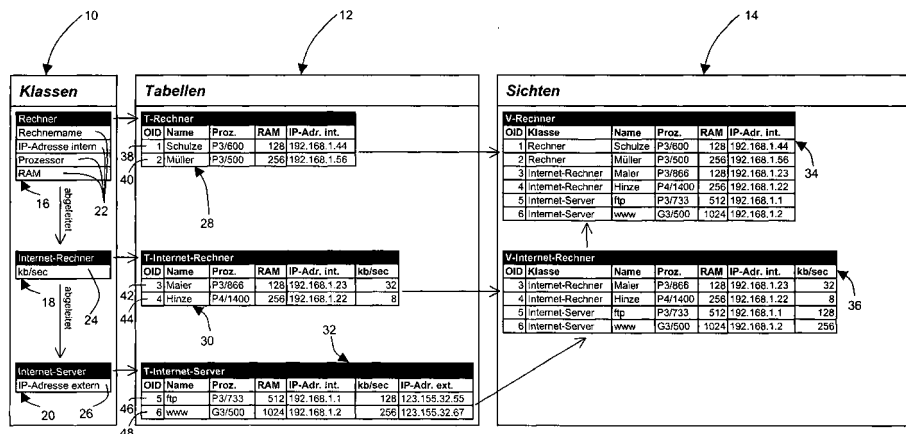 10
12
14
Klassen
Rechner
Rechnername
IP-Adresse intern
Prozessor
RAM
16
22
abgeleitet
Internet-Rechner
kb/sec
18
24
abgeleitet
Internet-Server
IP-Adresse extern
20
26
Tabellen
T-Rechner
OID Name Proz. RAM IP-Adr. int.
1 Schulze P3/600 128 192.168.1.44
2 Müller P3/500 256 192.168.1.56
38
40
28
T-Internet-Rechner
OID Name Proz. RAM IP-Adr. int. kb/sec
3 Maier P3/866 128 192.168.1.23 32
4 Hinze P4/1400 256 192.168.1.22 8
42
44
30
32
T-Internet-Server
OID Name Proz. RAM IP-Adr. int. kb/sec IP-Adr. ext.
5 ftp P3/733 512 192.168.1.1 128 123.155.32.55
6 www G3/500 1024 192.168.1.2 256 123.155.32.67
46
48
Sichten
V-Rechner
OID Klasse Name Proz. RAM IP-Adr. int.
1 Rechner Schulze P3/600 128 192.168.1.44
2 Rechner Müller P3/500 256 192.168.1.56
3 Internet-Rechner Maier P3/866 128 192.168.1.23
4 Internet-Rechner Hinze P4/1400 256 192.168.1.22
5 Internet-Server ftp P3/733 512 192.168.1.1
6 Internet-Server www G3/500 1024 192.168.1.2
34
V-Internet-Rechner
OID Klasse Name Proz. RAM IP-Adr. int. kb/sec
3 Internet-Rechner Maier P3/866 128 192.168.1.23 32
4 Internet-Rechner Hinze P4/1400 256 192.168.1.22 8
5 Internet-Server ftp P3/733 512 192.168.1.1 128
6 Internet-Server www G3/500 1024 192.168.1.2 256
36